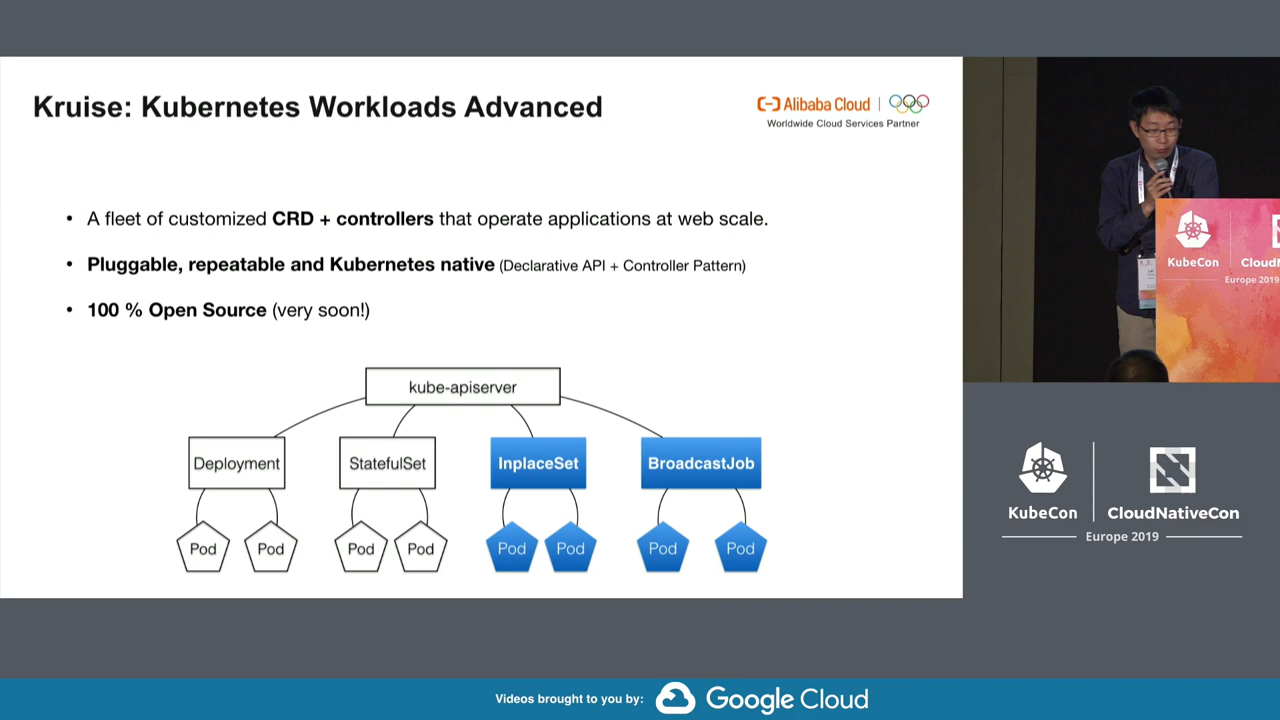 Kruise: Kubernetes Workloads Advanced
Alibaba Cloud
Worldwide Cloud Services Partner
• A fleet of customized CRD + controllers that operate applications at web scale.
• Pluggable, repeatable and Kubernetes native (Declarative API + Controller Pattern)
• 100 % Open Source (very soon!)
kube-apiserver
Deployment
StatefulSet
InplaceSet
BroadcastJob
Pod
Pod
Pod
Pod
Pod
Pod
Pod
Pod
KubeCon
Europe 2019
KubeCon
CloudNativeCon
Europe 2019
Videos brought to you by:
Google Cloud